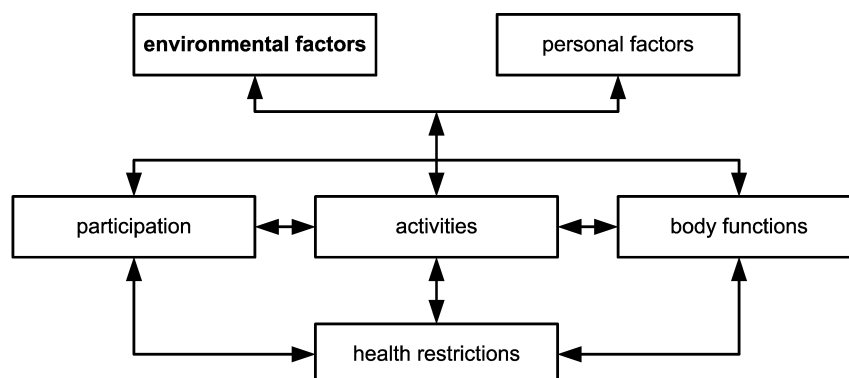 environmental factors
personal factors
participation
activities
body functions
health restrictions